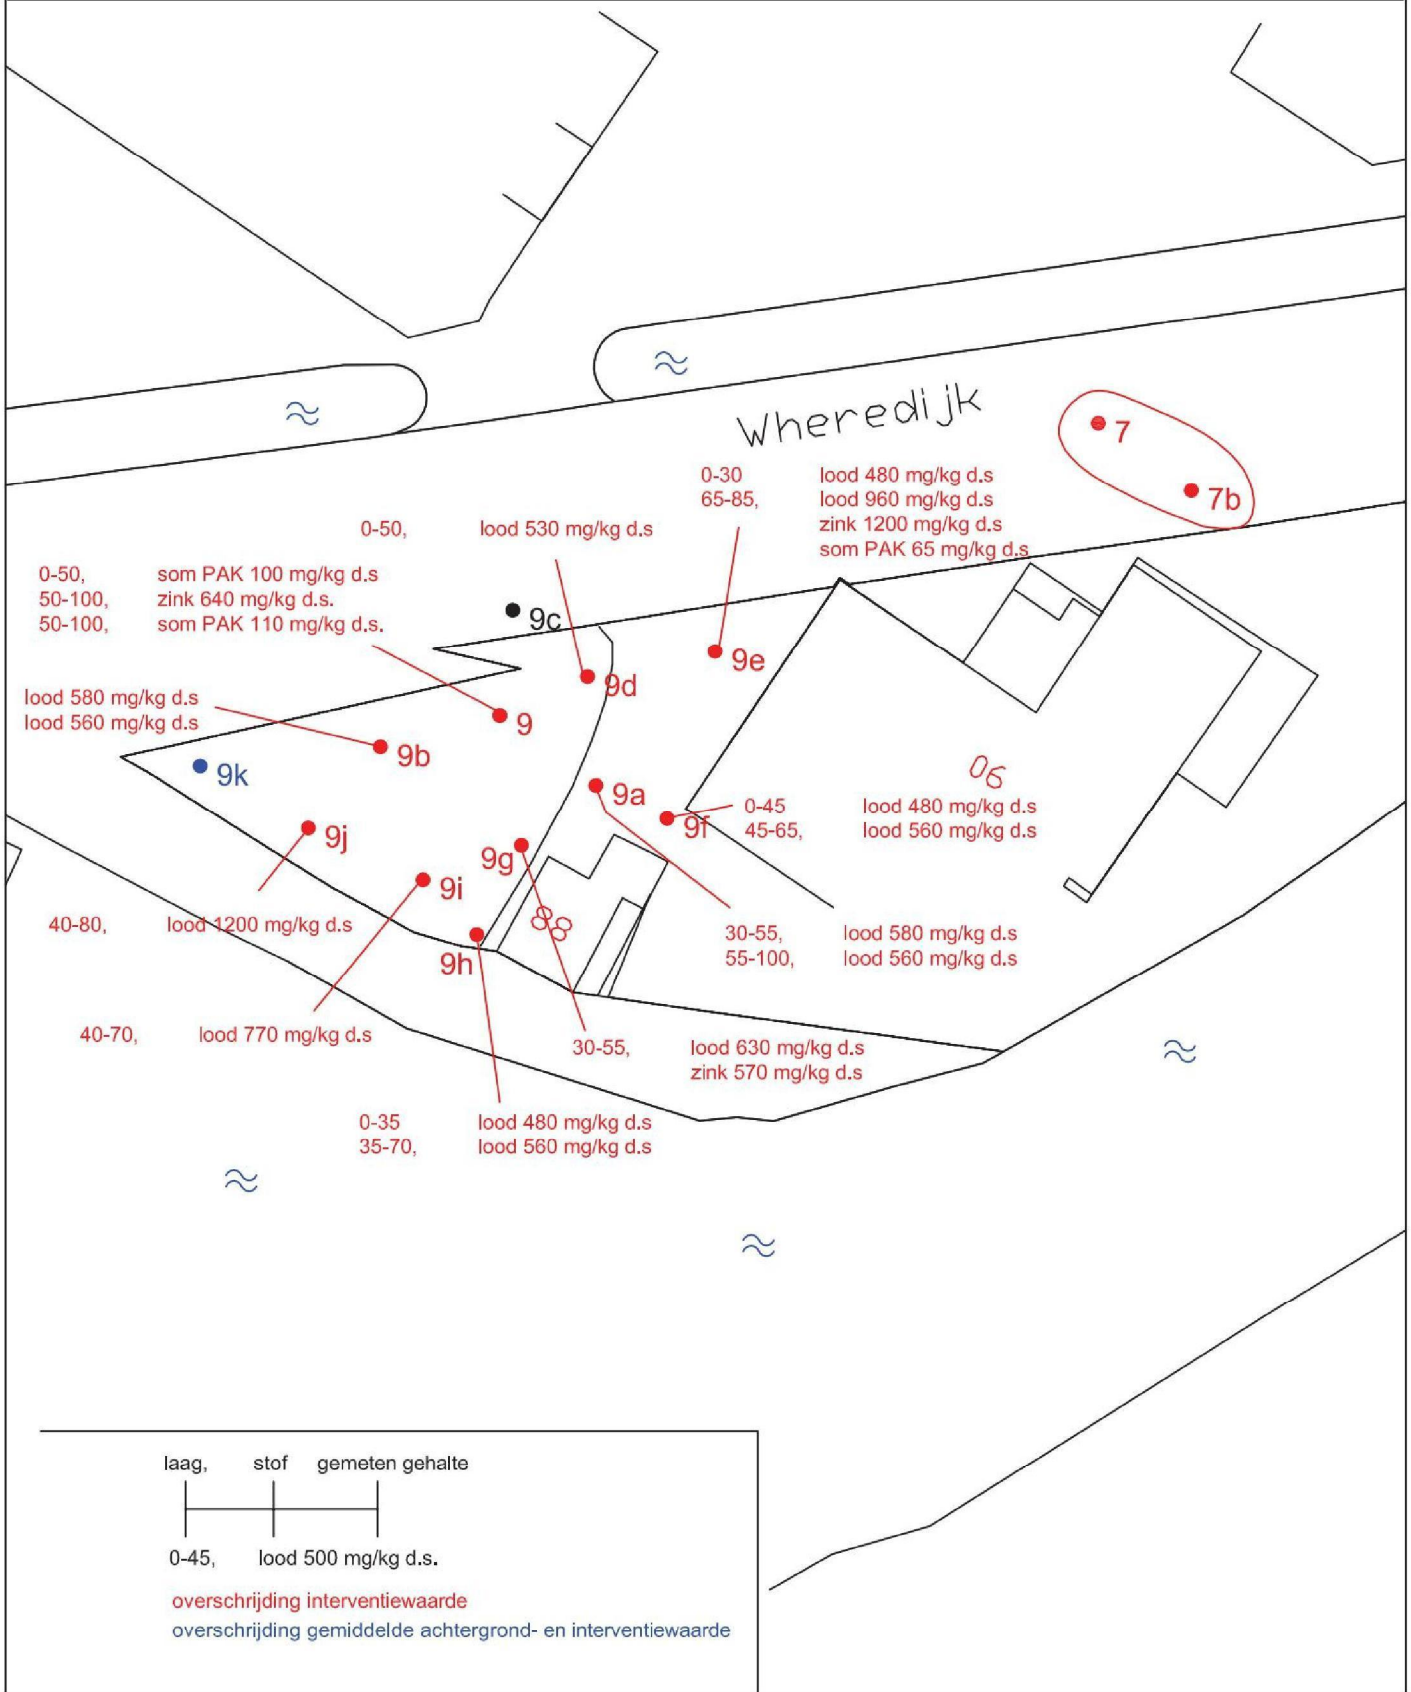 Wheredijk
7
7b
0-30 lood 480 mg/kg d.s
65-85, lood 960 mg/kg d.s
zink 1200 mg/kg d.s
som PAK 65 mg/kg d.s
0-50, lood 530 mg/kg d.s
0-50, som PAK 100 mg/kg d.s
50-100, zink 640 mg/kg d.s.
50-100, som PAK 110 mg/kg d.s.
9c
9e
9d
lood 580 mg/kg d.s
lood 560 mg/kg d.s
9
9b
9k
90
9a
9f
0-45 lood 480 mg/kg d.s
45-65, lood 560 mg/kg d.s
9j
9g
9i
88
40-80, lood 1200 mg/kg d.s
30-55, lood 580 mg/kg d.s
55-100, lood 560 mg/kg d.s
9h
40-70, lood 770 mg/kg d.s
30-55, lood 630 mg/kg d.s
zink 570 mg/kg d.s
0-35 lood 480 mg/kg d.s
35-70, lood 560 mg/kg d.s
laag, stof gemeten gehalte
0-45, lood 500 mg/kg d.s.
overschrijding interventiewaarde
overschrijding gemiddelde achtergrond- en interventiewaarde